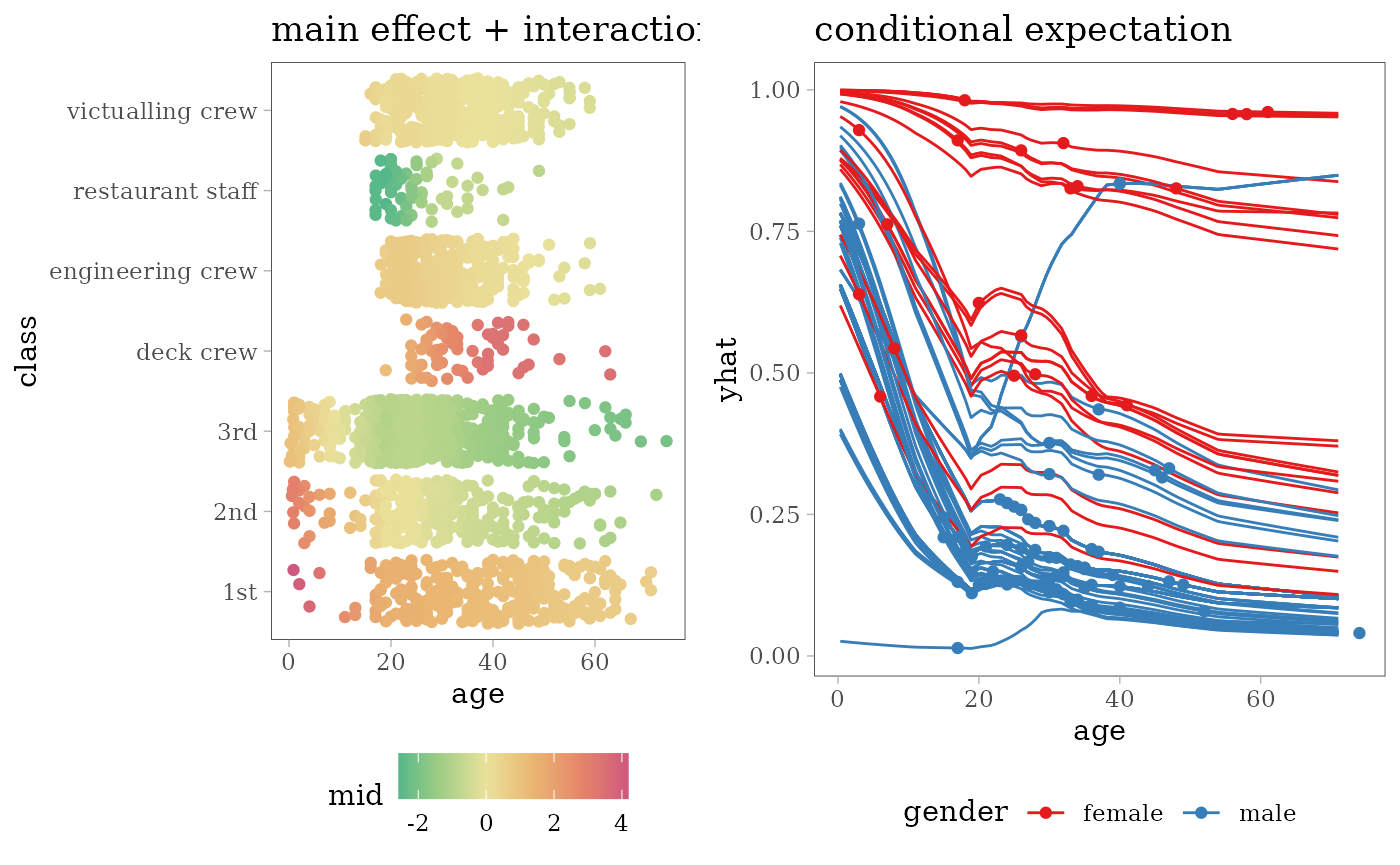 main effect + interaction
class
victualling crew
restaurant staff
engineering crew
deck crew
3rd
2nd
1st
0 20 40 60
age
mid
-2 0 2 4
conditional expectation
yhat
1.00
0.75
0.50
0.25
0.00
0 20 40 60
age
gender female male